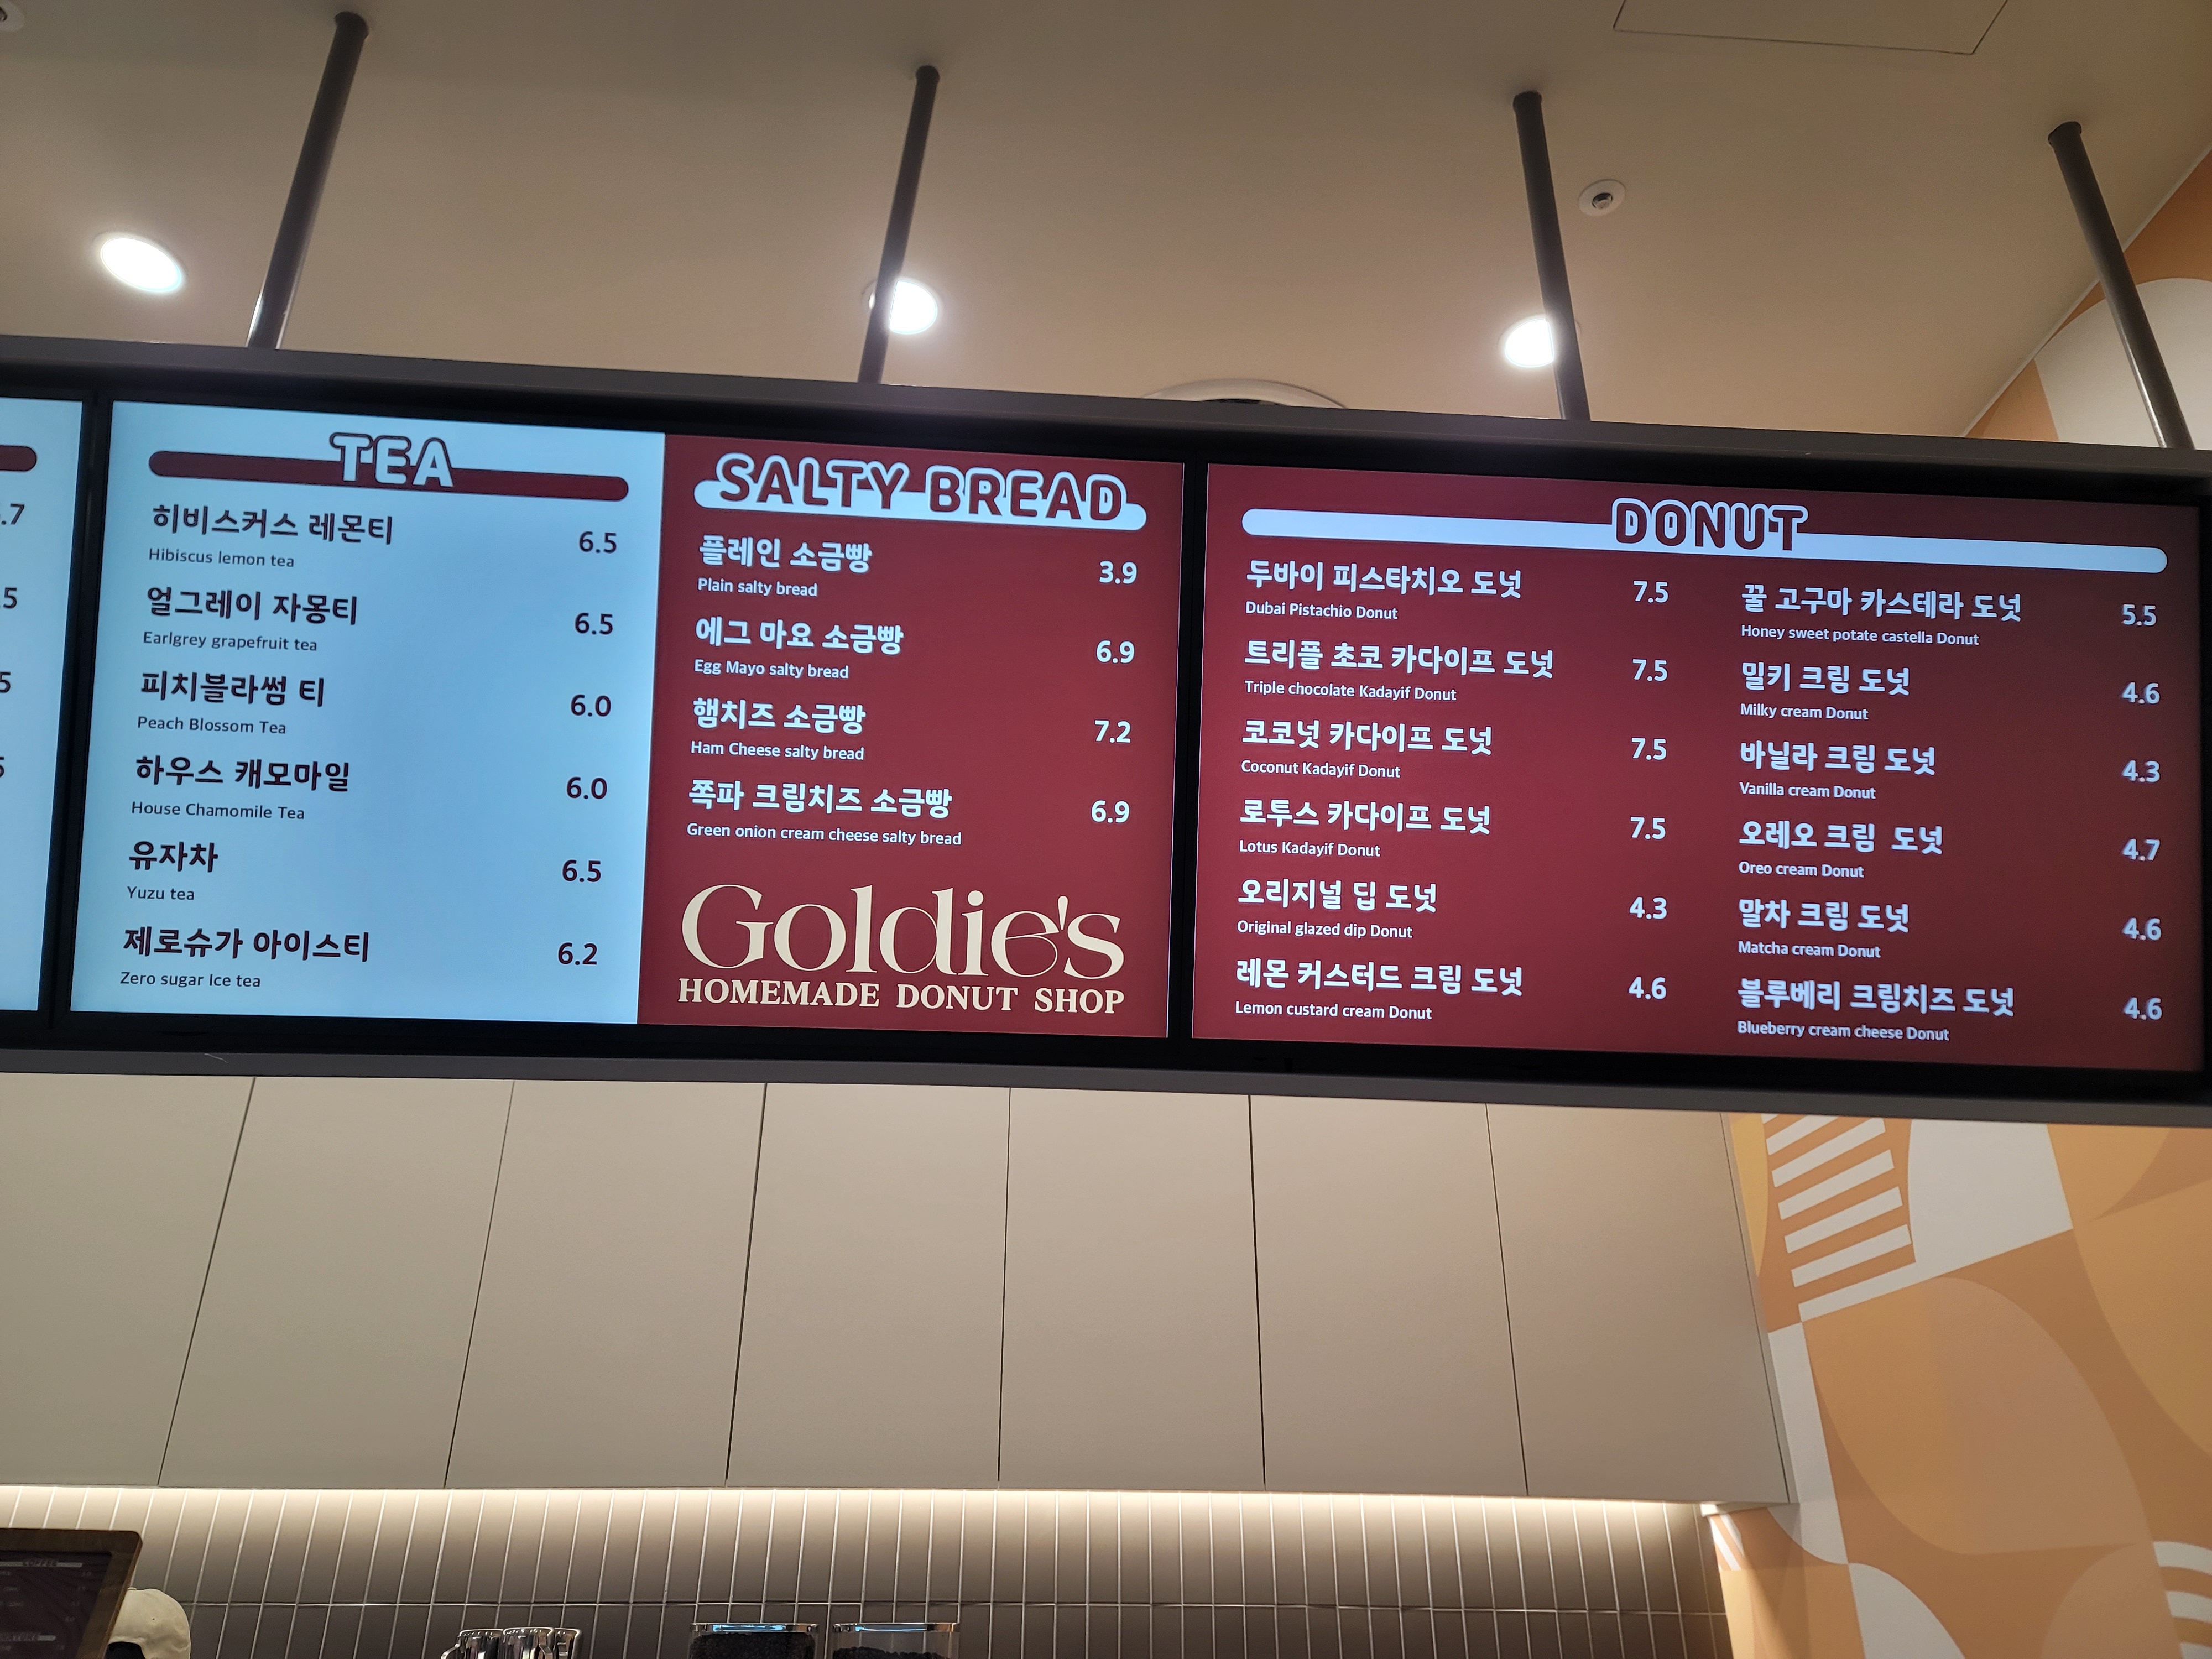 TEA
히비스커스 레몬티 6.5
Hibiscus lemon tea
얼그레이 자몽티 6.5
Earlgrey grapefruit tea
피치블라썸 티 6.0
Peach Blossom Tea
하우스 캐모마일 6.0
House Chamomile Tea
유자차 6.5
Yuzu tea
제로슈가 아이스티 6.2
Zero sugar Ice tea
SALTY BREAD
플레인 소금빵 3.9
Plain salty bread
에그 마요 소금빵 6.9
Egg Mayo salty bread
햄치즈 소금빵 7.2
Ham Cheese salty bread
쪽파 크림치즈 소금빵 6.9
Green onion cream cheese salty bread
Goldie's
HOMEMADE DONUT SHOP
DONUT
두바이 피스타치오 도넛 7.5
Dubai Pistachio Donut
트리플 초코 카다이프 도넛 7.5
Triple chocolate Kadayif Donut
코코넛 카다이프 도넛 7.5
Coconut Kadayif Donut
로투스 카다이프 도넛 7.5
Lotus Kadayif Donut
오리지널 딥 도넛 4.3
Original glazed dip Donut
레몬 커스터드 크림 도넛 4.6
Lemon custard cream Donut
꿀 고구마 카스테라 도넛 5.5
Honey sweet potate castella Donut
밀키 크림 도넛 4.6
Milky cream Donut
바닐라 크림 도넛 4.3
Vanilla cream Donut
오레오 크림 도넛 4.7
Oreo cream Donut
말차 크림 도넛 4.6
Matcha cream Donut
블루베리 크림치즈 도넛 4.6
Blueberry cream cheese Donut